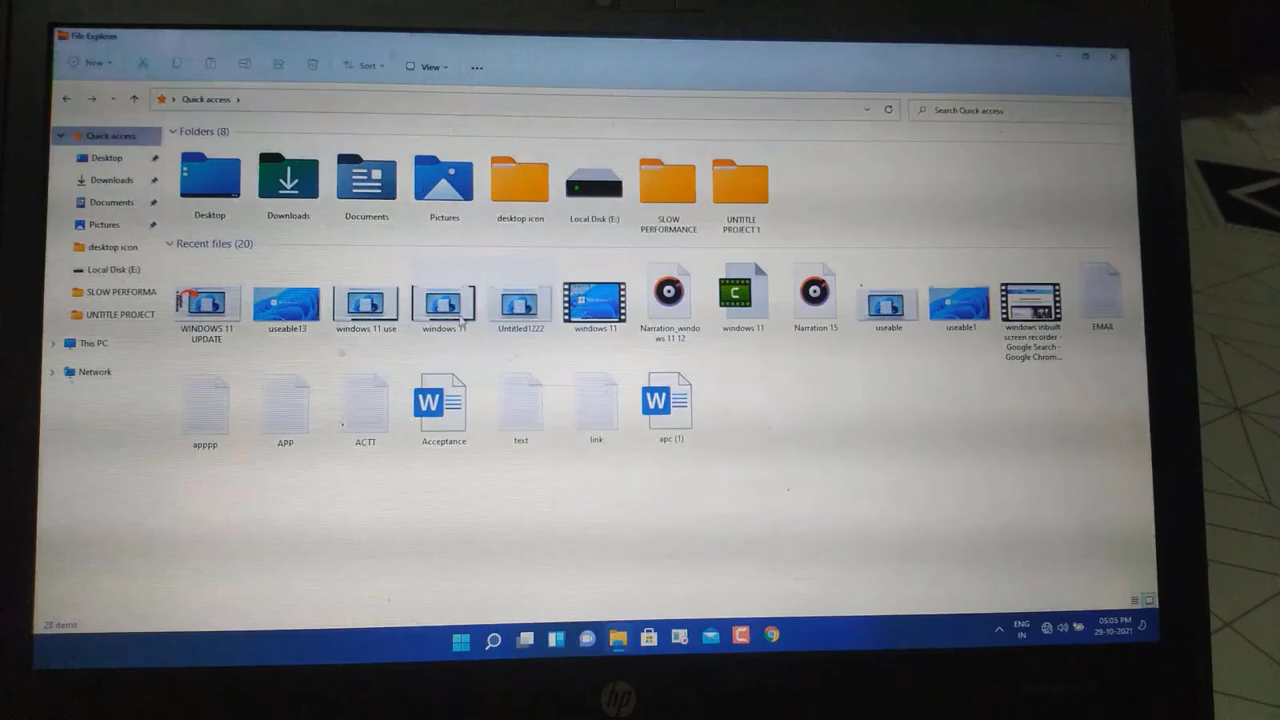 File Explorer
New
Sort
View
Quick access
Search Quick access
Quick access
Desktop
Downloads
Documents
Pictures
desktop icon
Local Disk (E:)
SLOW PERFORMA
UNTITLE PROJECT
This PC
Network
Folders (8)
Desktop
Downloads
Documents
Pictures
desktop icon
Local Disk (E:)
SLOW
PERFORMANCE
UNTITLE
PROJECT 1
Recent files (20)
WINDOWS 11
UPDATE
useable13
windows 11 use
windows 11
Untitled1222
windows 11
Narration_windo
ws 11 12
windows 11
Narration 15
useable
useable1
windows inbuilt
screen recorder -
Google Search -
Google Chrom...
EMAIL
apppp
APP
ACTT
Acceptance
text
link
apc (1)
28 items
ENG
IN
05:05 PM
29-10-2021
hp